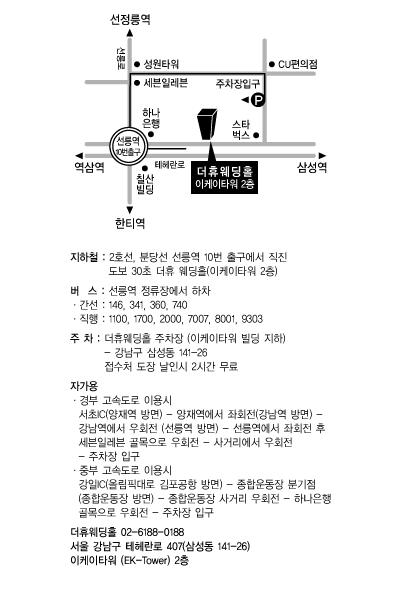 선정릉역
선릉로
성원타워
CU편의점
세븐일레븐
주차장입구
P
하나
은행
스타
벅스
선릉역
10번출구
역삼역
테헤란로
더휴웨딩홀
이케이타워 2층
삼성역
칠산
빌딩
한티역
지하철 : 2호선, 분당선 선릉역 10번 출구에서 직진
도보 30초 더휴 웨딩홀(이케이타워 2층)
버 스 : 선릉역 정류장에서 하차
· 간선 : 146, 341, 360, 740
· 직행 : 1100, 1700, 2000, 7007, 8001, 9303
주 차 : 더휴웨딩홀 주차장 (이케이타워 빌딩 지하)
- 강남구 삼성동 141-26
접수처 도장 날인시 2시간 무료
자가용
· 경부 고속도로 이용시
서초IC(양재역 방면) - 양재역에서 좌회전(강남역 방면) -
강남역에서 우회전 (선릉역 방면) - 선릉역에서 좌회전 후
세븐일레븐 골목으로 우회전 - 사거리에서 우회전
- 주차장 입구
· 중부 고속도로 이용시
강일IC(올림픽대로 김포공항 방면) - 종합운동장 분기점
(종합운동장 방면) - 종합운동장 사거리 우회전 - 하나은행
골목으로 우회전 - 주차장 입구
더휴웨딩홀 02-6188-0188
서울 강남구 테헤란로 407(삼성동 141-26)
이케이타워 (EK-Tower) 2층